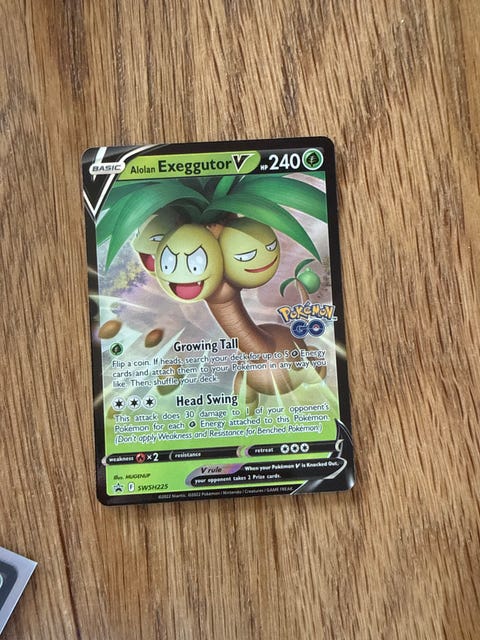 BASIC
Alolan Exeggutor V HP 240
Pokémon
GO
Growing Tall
Flip a coin. If heads, search your deck for up to 5 Energy
cards and attach them to your Pokémon in any way you
like. Then, shuffle your deck.
Head Swing
This attack does 30 damage to 1 of your opponent's
Pokémon for each Energy attached to this Pokémon.
(Don't apply Weakness and Resistance for Benched Pokémon.)
weakness ×2 resistance retreat
V rule When your Pokémon V is Knocked Out,
your opponent takes 2 Prize cards.
Illus. MUGENUP
F SWSH225
©2022 Niantic ©2022 Pokémon / Nintendo / Creatures / GAME FREAK